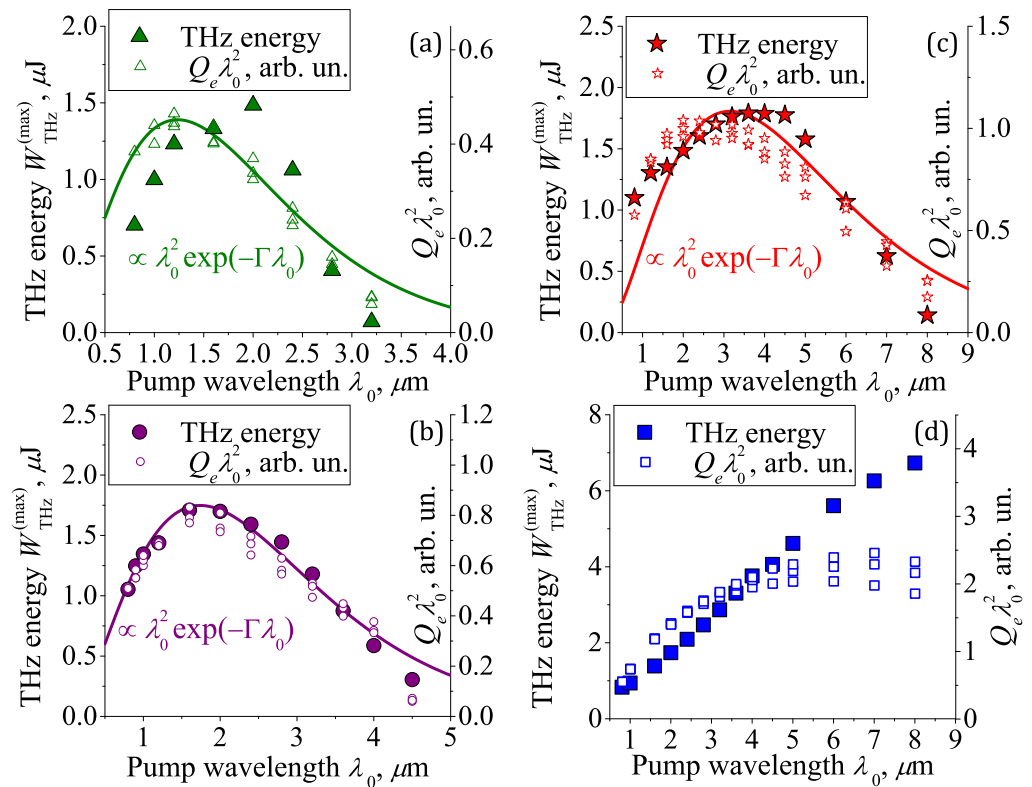 (a)
THz energy
Q_e λ_0^2, arb. un.
∝ λ_0^2 exp(−Γλ_0)
THz energy W_THz^(max), μJ
2.0
1.5
1.0
0.5
0.0
Q_e λ_0^2, arb. un.
0.6
0.4
0.2
0.0
0.5 1.0 1.5 2.0 2.5 3.0 3.5 4.0
Pump wavelength λ_0, μm
(c)
THz energy
Q_e λ_0^2, arb. un.
∝ λ_0^2 exp(−Γλ_0)
THz energy W_THz^(max), μJ
2.5
2.0
1.5
1.0
0.5
0.0
Q_e λ_0^2, arb. un.
1.5
1.0
0.5
0.0
1 2 3 4 5 6 7 8 9
Pump wavelength λ_0, μm
(b)
THz energy
Q_e λ_0^2, arb. un.
∝ λ_0^2 exp(−Γλ_0)
THz energy W_THz^(max), μJ
2.5
2.0
1.5
1.0
0.5
0.0
Q_e λ_0^2, arb. un.
1.2
1.0
0.8
0.6
0.4
0.2
0.0
1 2 3 4 5
Pump wavelength λ_0, μm
(d)
THz energy
Q_e λ_0^2, arb. un.
THz energy W_THz^(max), μJ
8
6
4
2
0
Q_e λ_0^2, arb. un.
4
3
2
1
0
1 2 3 4 5 6 7 8 9
Pump wavelength λ_0, μm